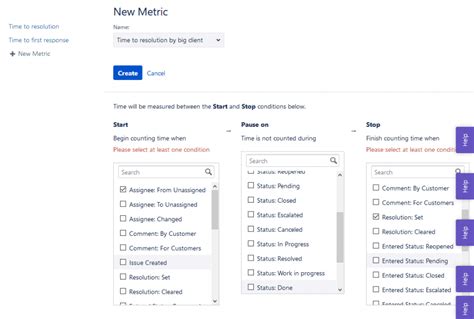 New Metric
Time to resolution
Time to first response
+ New Metric
Name:
Time to resolution by big client
Create Cancel
Time will be measured between the Start and Stop conditions below.
Start → Pause on → Stop
Begin counting time when
Please select at least one condition
Time is not counted during
Finish counting time when
Please select at least one condition
Search
Assignee: From Unassigned
Assignee: To Unassigned
Assignee: Changed
Comment: By Customer
Comment: For Customers
Issue Created
Resolution: Set
Resolution: Cleared
Search
Status: Reopened
Status: Pending
Status: Closed
Status: Escalated
Status: Canceled
Status: In Progress
Status: Resolved
Status: Work in progress
Status: Done
Search
Comment: By Customer
Comment: For Customers
Resolution: Set
Resolution: Cleared
Entered Status: Reopened
Entered Status: Pending
Entered Status: Closed
Entered Status: Escalated
Entered Status: Canceled
Help
Help
Help
Help
Help